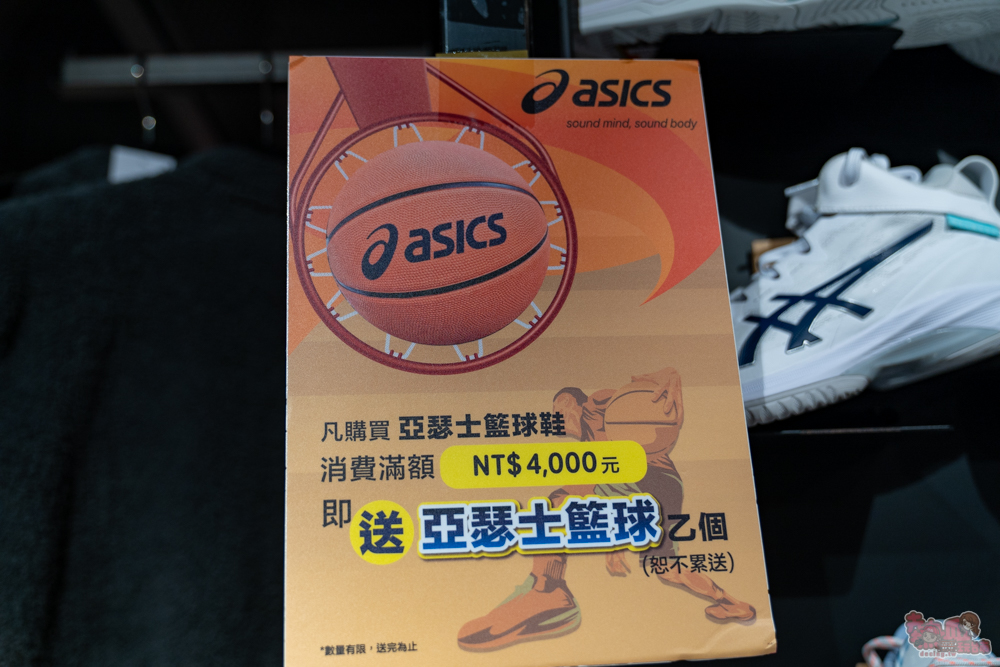 asics
sound mind, sound body
asics
凡購買 亞瑟士籃球鞋
消費滿額 NT$4,000元
即送亞瑟士籃球乙個
(恕不累送)
*數量有限，送完為止